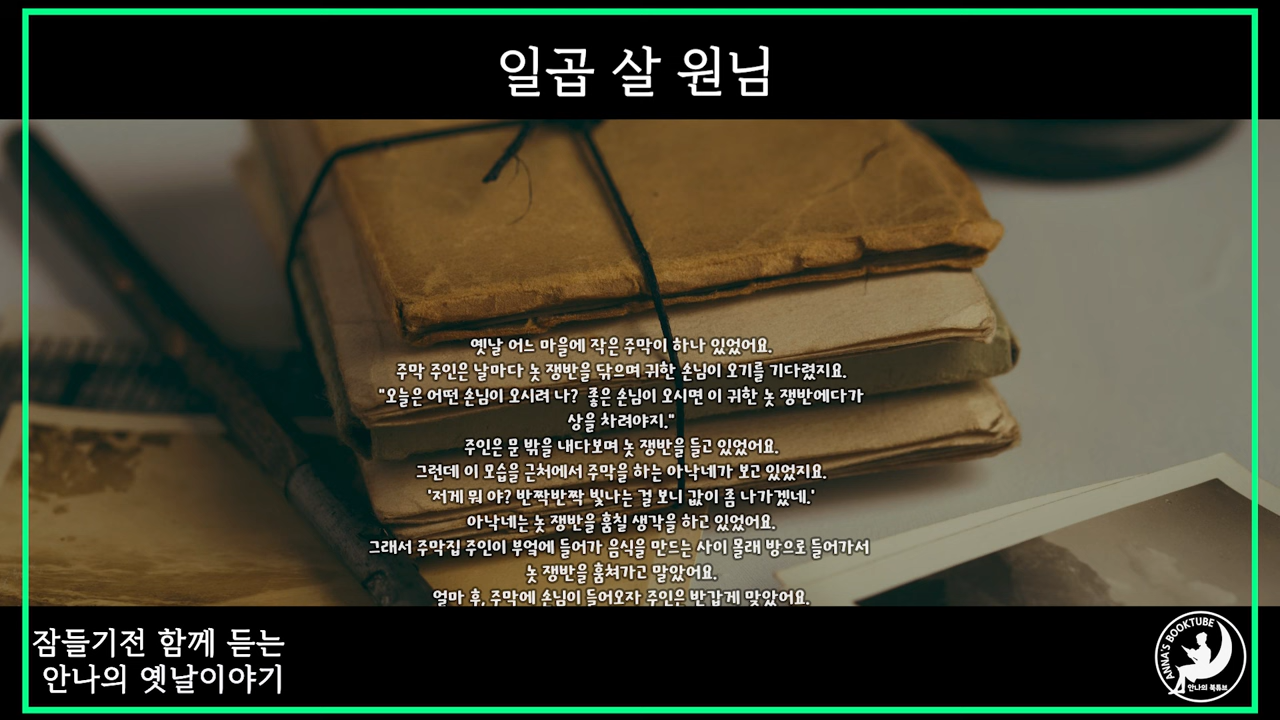 일곱 살 원님
옛날 어느 마을에 작은 주막이 하나 있었어요.
주막 주인은 날마다 놋 쟁반을 닦으며 귀한 손님이 오기를 기다렸지요.
"오늘은 어떤 손님이 오시려 나? 좋은 손님이 오시면 이 귀한 놋 쟁반에다가
상을 차려야지."
주인은 문 밖을 내다보며 놋 쟁반을 들고 있었어요.
그런데 이 모습을 근처에서 주막을 하는 아낙네가 보고 있었지요.
'저게 뭐 야? 반짝반짝 빛나는 걸 보니 값이 좀 나가겠네.'
아낙네는 놋 쟁반을 훔칠 생각을 하고 있었어요.
그래서 주막집 주인이 부엌에 들어가 음식을 만드는 사이 몰래 방으로 들어가서
놋 쟁반을 훔쳐가고 말았어요.
얼마 후, 주막에 손님이 들어오자 주인은 반갑게 맞았어요.
잠들기전 함께 듣는
안나의 옛날이야기
ANNA'S BOOKTUBE
안나의 북튜브